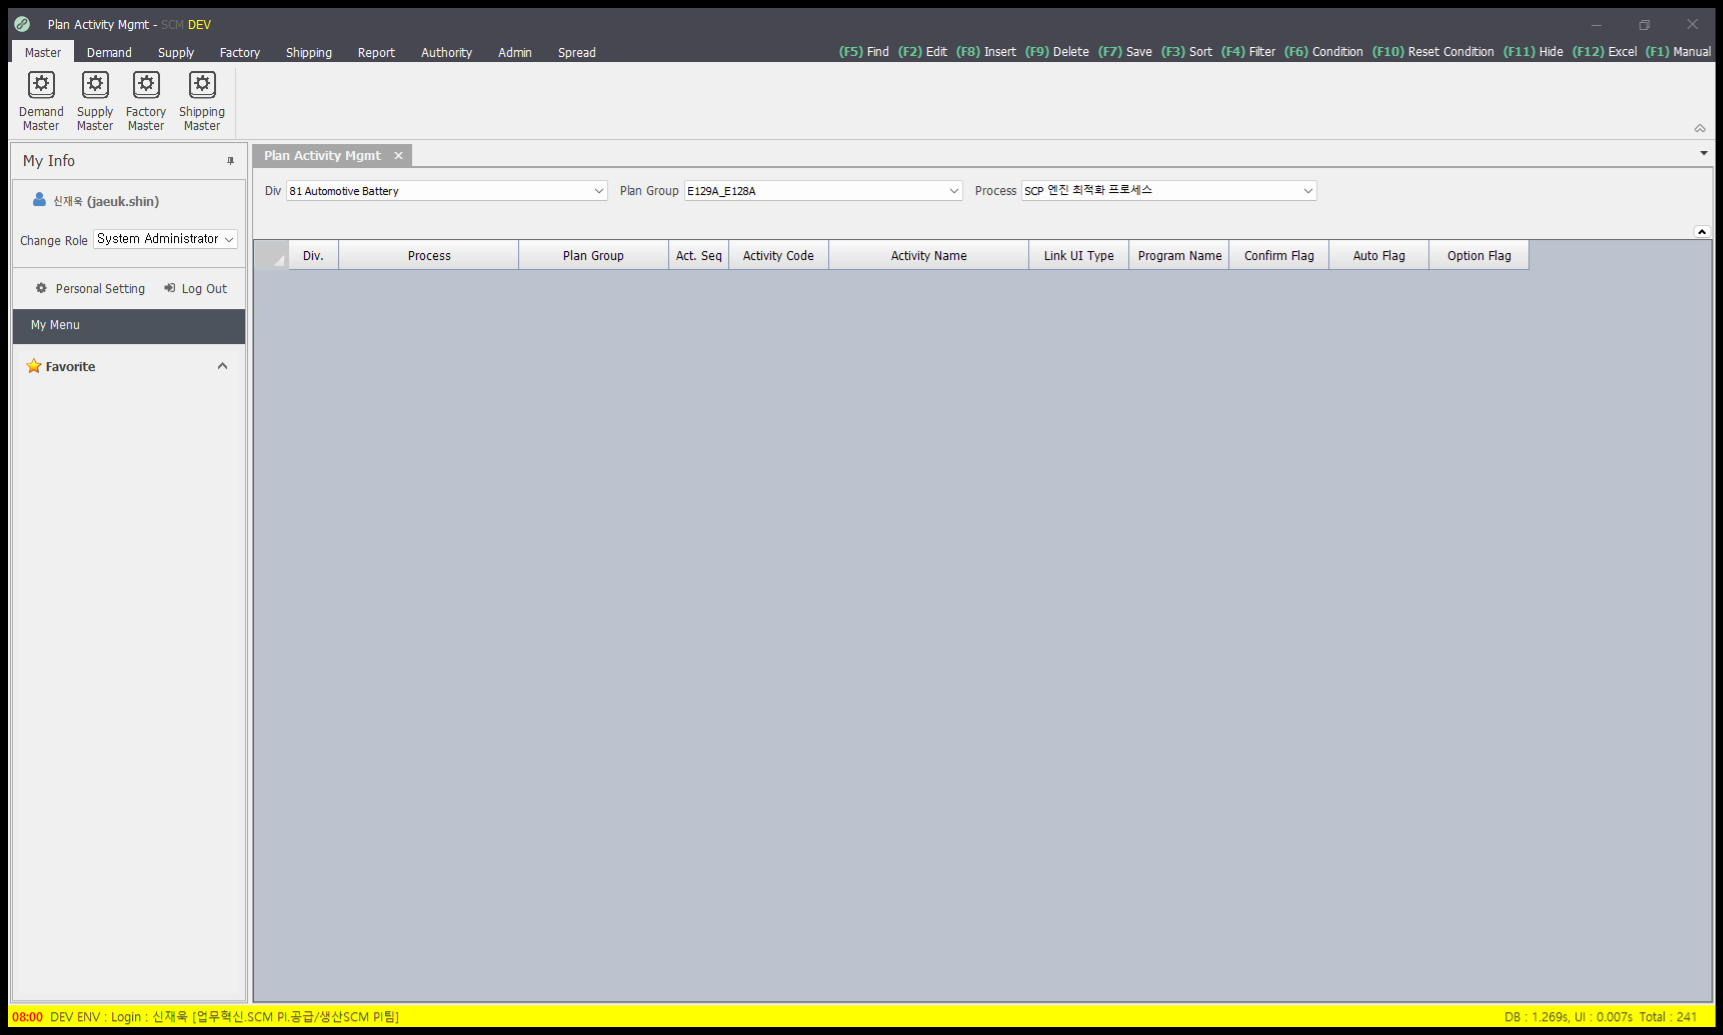 Plan Activity Mgmt - SCM DEV
Master Demand Supply Factory Shipping Report Authority Admin Spread (F5) Find (F2) Edit (F8) Insert (F9) Delete (F7) Save (F3) Sort (F4) Filter (F6) Condition (F10) Reset Condition (F11) Hide (F12) Excel (F1) Manual
Demand Master
Supply Master
Factory Master
Shipping Master
My Info
신재욱 (jaeuk.shin)
Change Role System Administrator
Personal Setting Log Out
My Menu
Favorite
Plan Activity Mgmt
Div 81 Automotive Battery Plan Group E129A_E128A Process SCP 엔진 최적화 프로세스
Div. Process Plan Group Act. Seq Activity Code Activity Name Link UI Type Program Name Confirm Flag Auto Flag Option Flag
08:00 DEV ENV : Login : 신재욱 [업무혁신.SCM PI.공급/생산SCM PI팀] DB : 1.269s, UI : 0.007s Total : 241